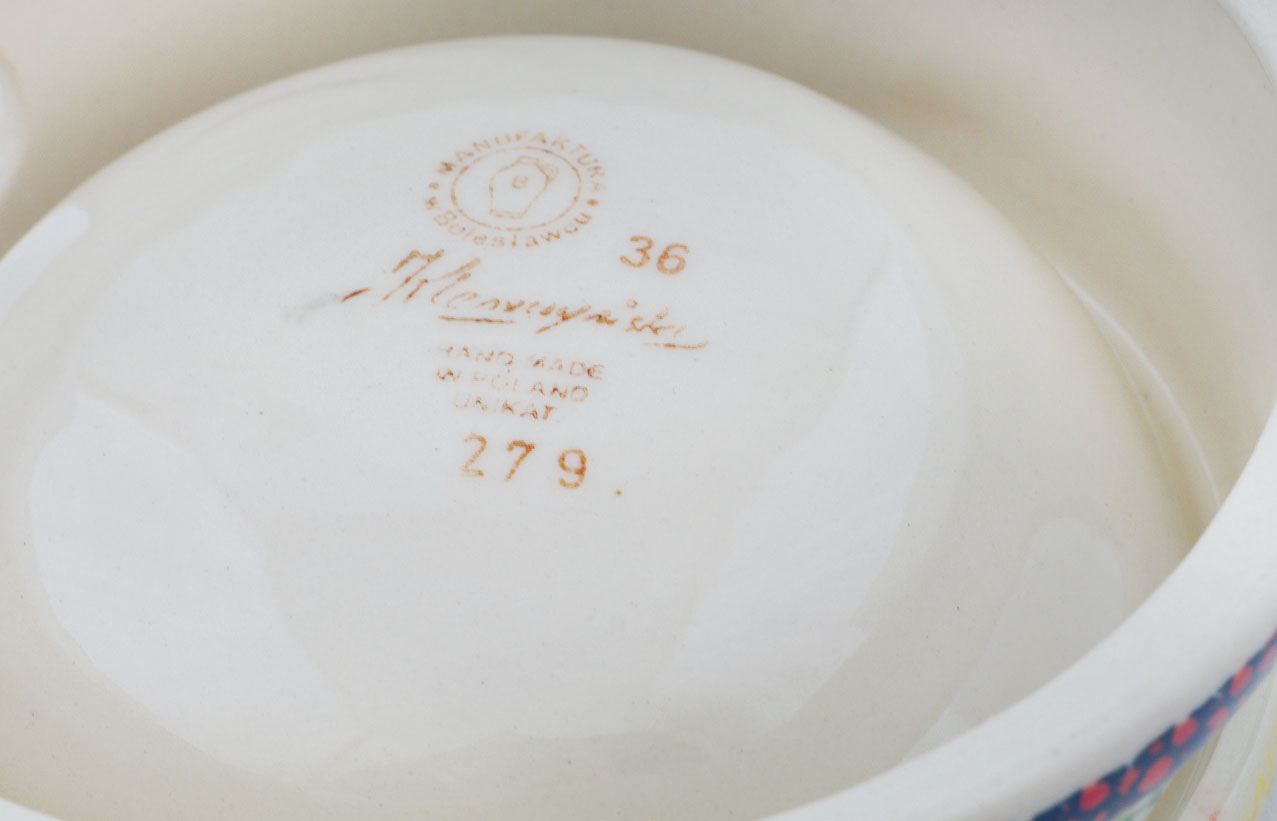 MANUFAKTURA
w Bolesławcu
36
HAND MADE
IN POLAND
UNIKAT
279.